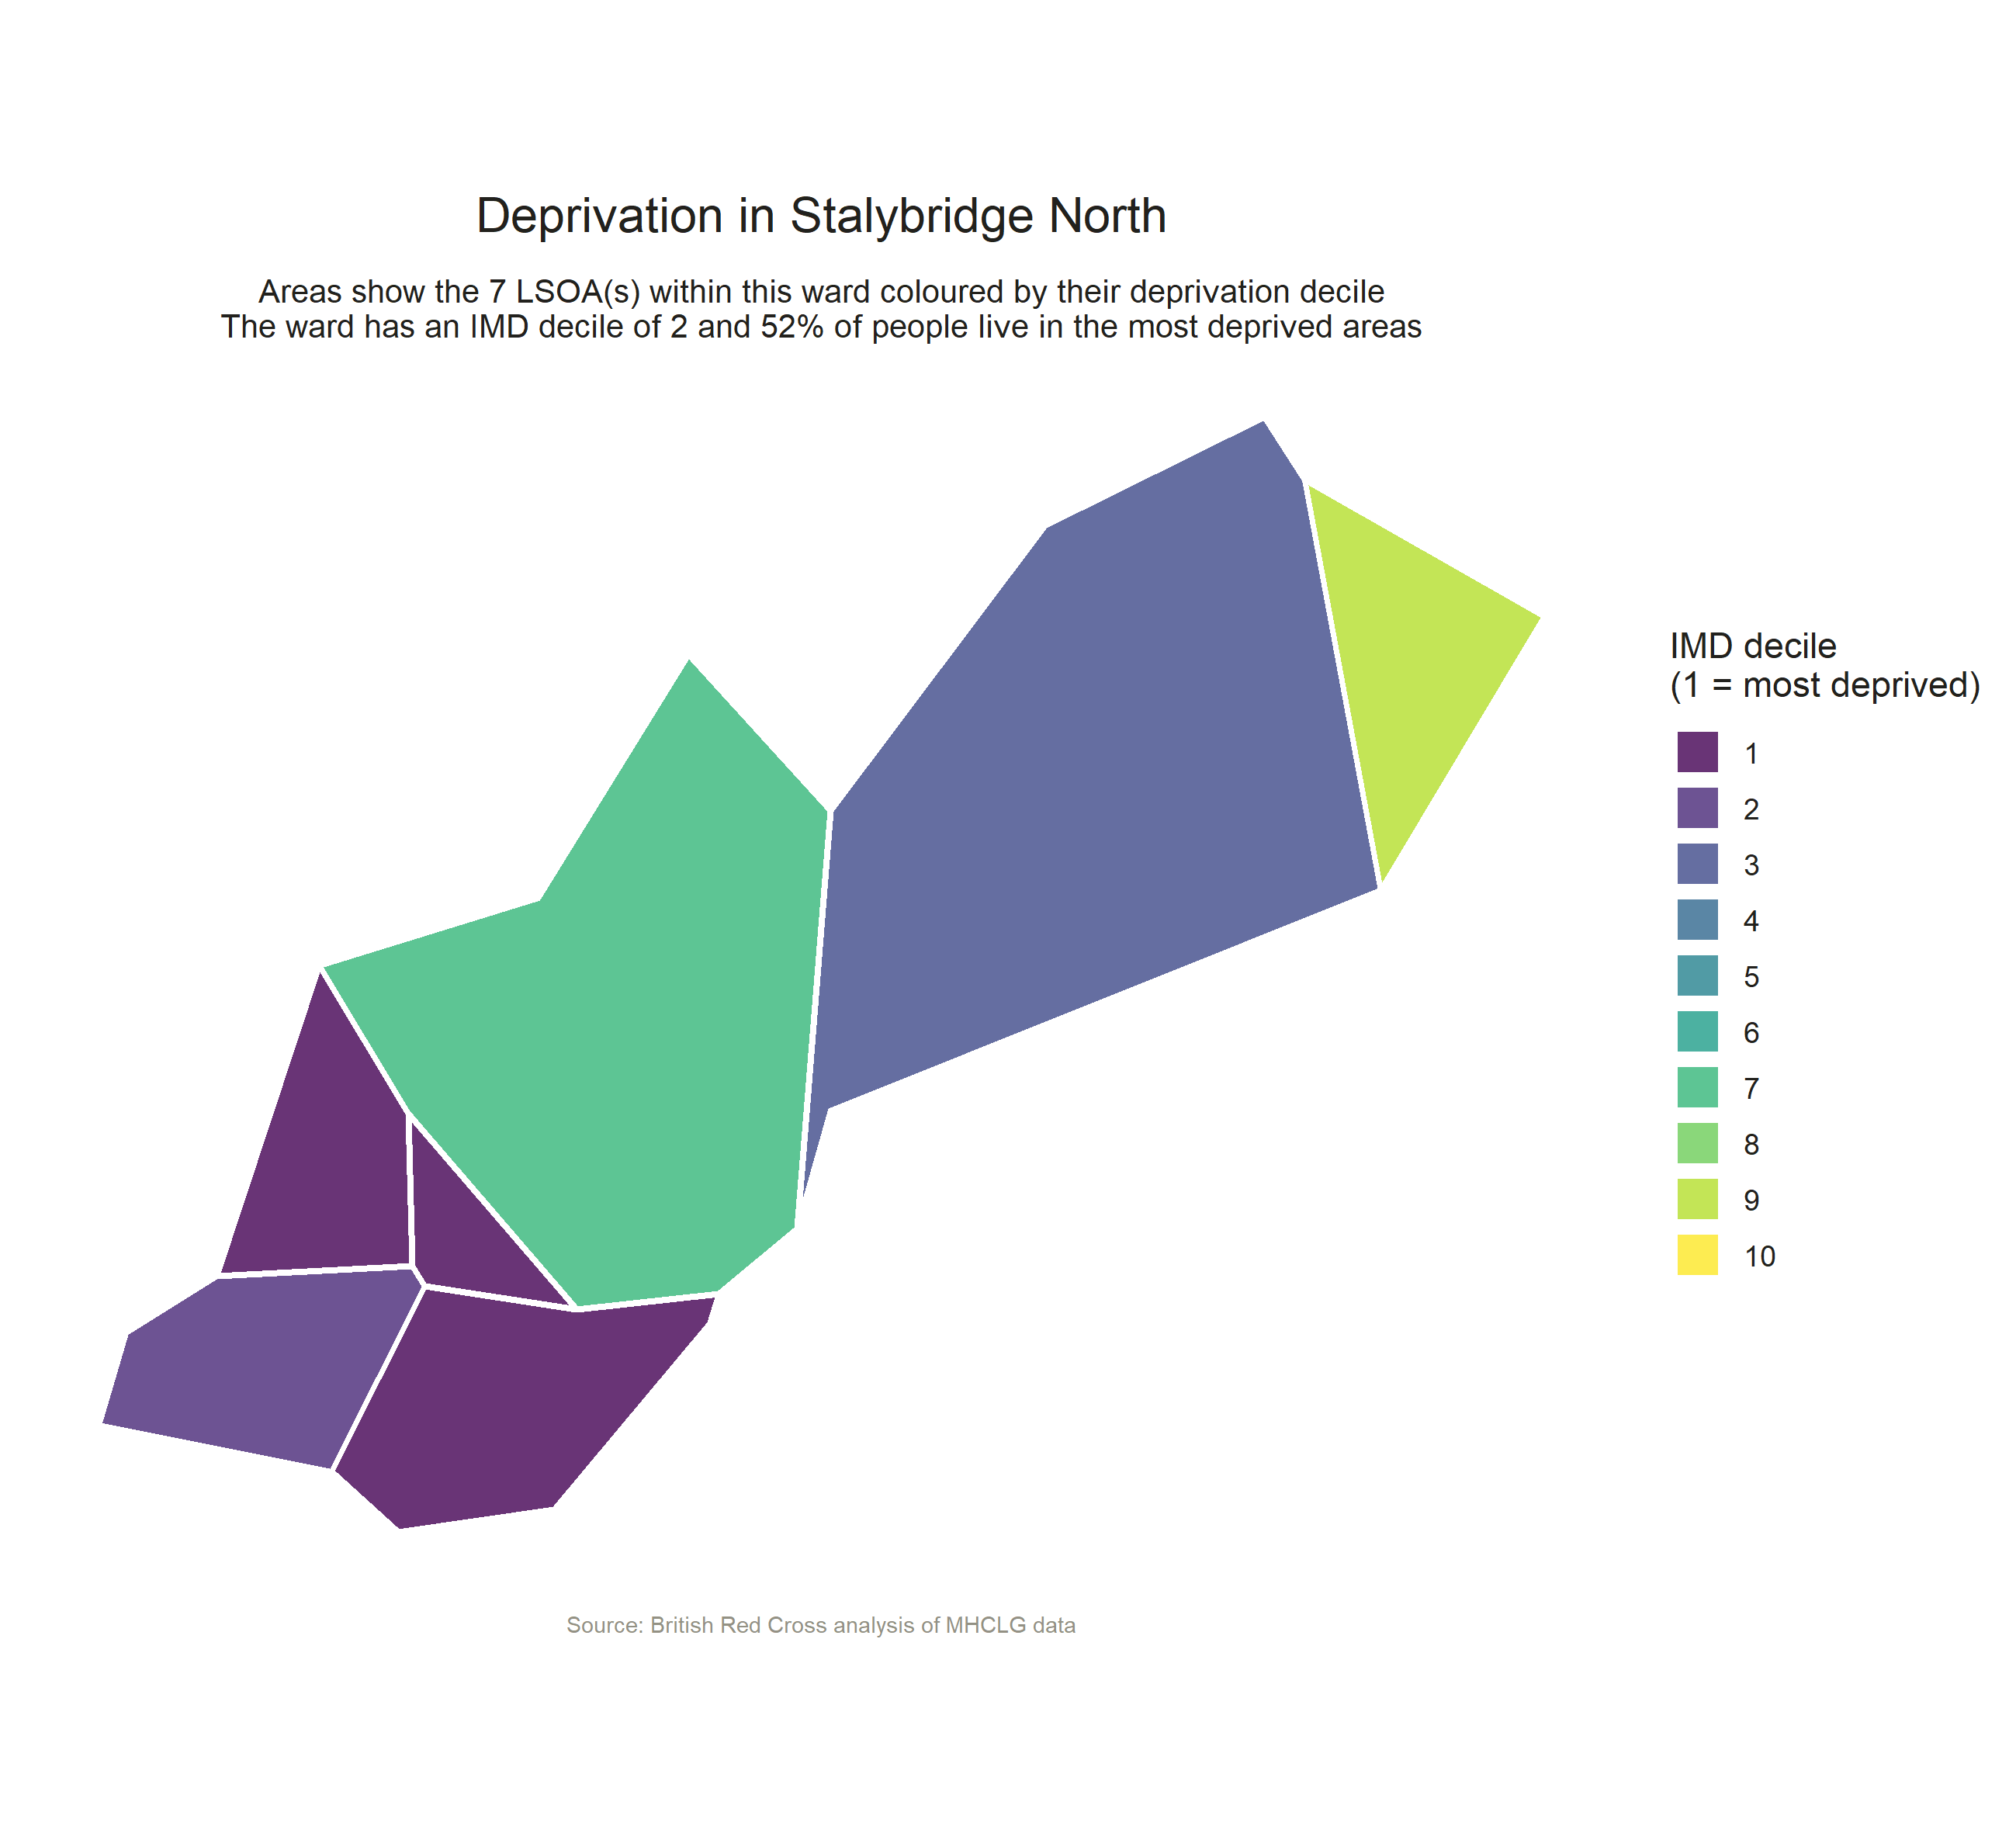 Deprivation in Stalybridge North
Areas show the 7 LSOA(s) within this ward coloured by their deprivation decile
The ward has an IMD decile of 2 and 52% of people live in the most deprived areas
IMD decile
(1 = most deprived)
1
2
3
4
5
6
7
8
9
10
Source: British Red Cross analysis of MHCLG data